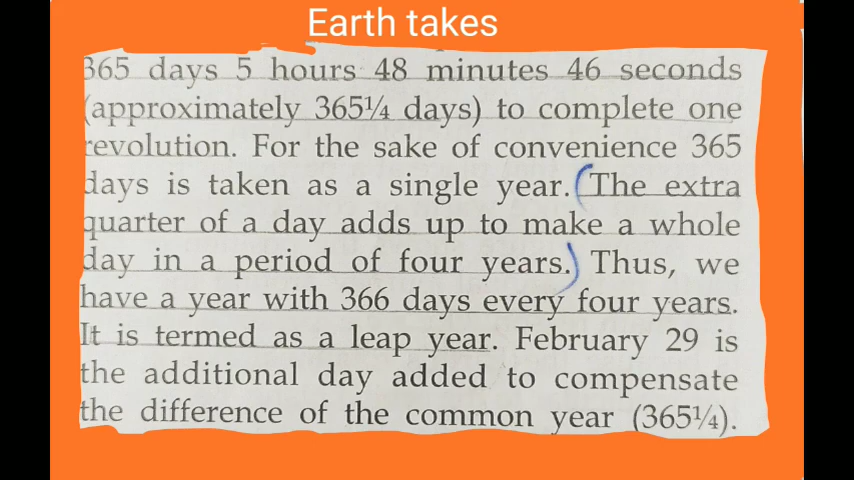 Earth takes
365 days 5 hours 48 minutes 46 seconds
(approximately 365¼ days) to complete one
revolution. For the sake of convenience 365
days is taken as a single year. (The extra
quarter of a day adds up to make a whole
day in a period of four years.) Thus, we
have a year with 366 days every four years.
It is termed as a leap year. February 29 is
the additional day added to compensate
the difference of the common year (365¼).